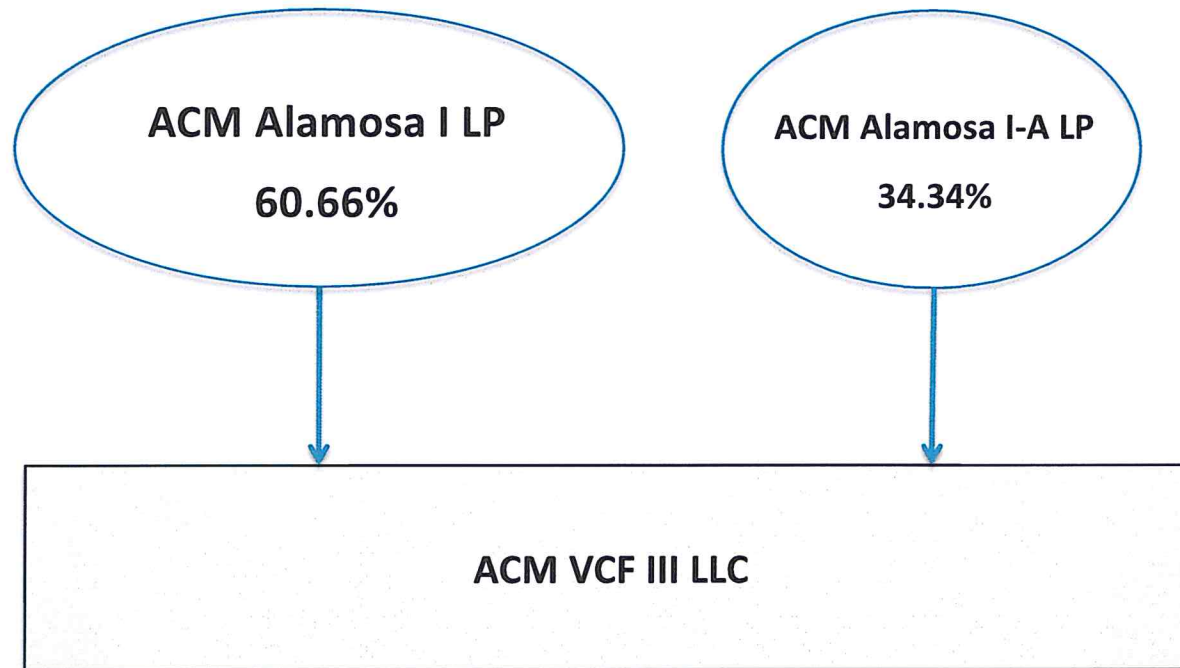 ACM Alamosa I LP
60.66%
ACM Alamosa I-A LP
34.34%
ACM VCF III LLC